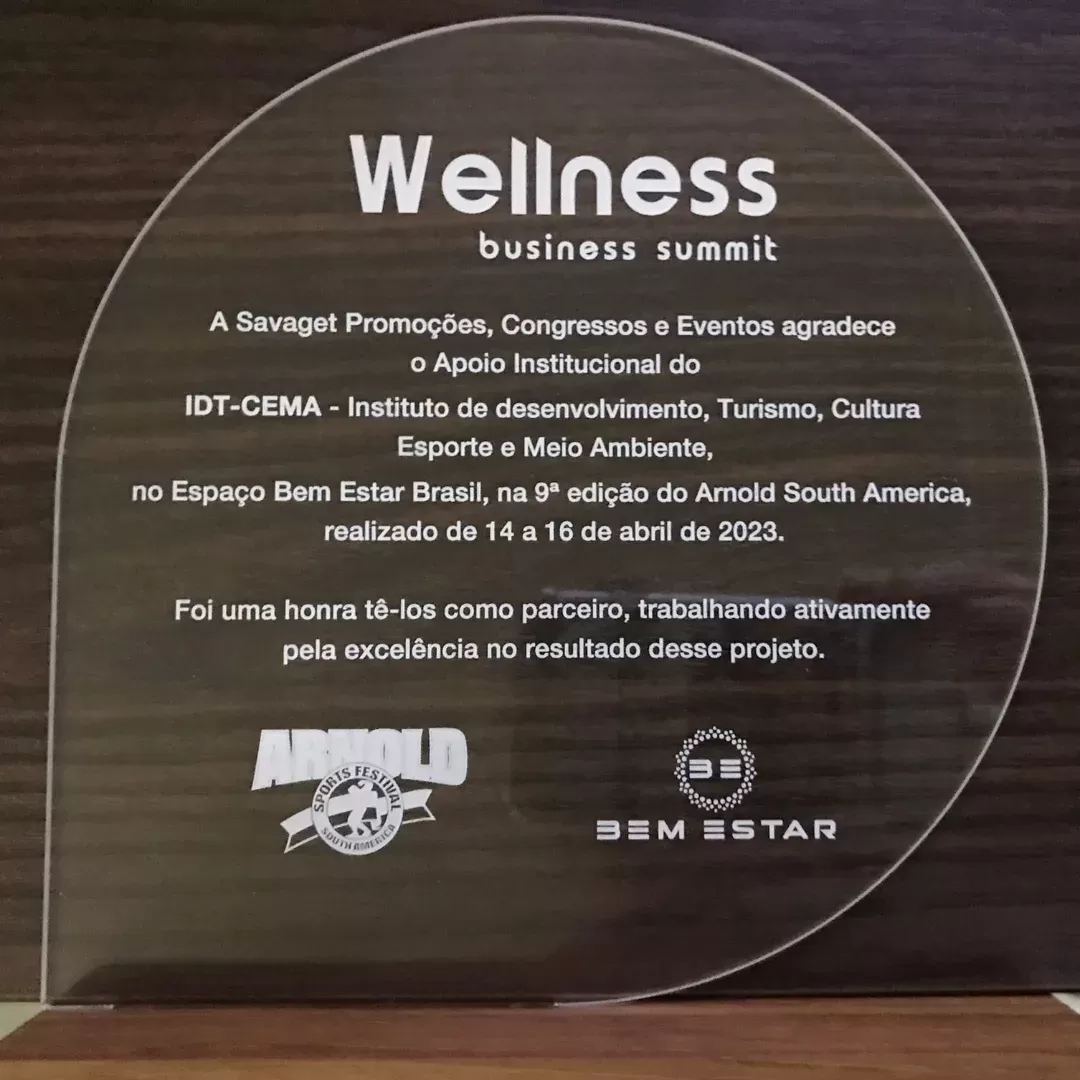 Wellness
business summit
A Savaget Promoções, Congressos e Eventos agradece
o Apoio Institucional do
IDT-CEMA - Instituto de desenvolvimento, Turismo, Cultura
Esporte e Meio Ambiente,
no Espaço Bem Estar Brasil, na 9ª edição do Arnold South America,
realizado de 14 a 16 de abril de 2023.
Foi uma honra tê-los como parceiro, trabalhando ativamente
pela excelência no resultado desse projeto.
ARNOLD
SPORTS FESTIVAL
SOUTH AMERICA
BE
BEM ESTAR